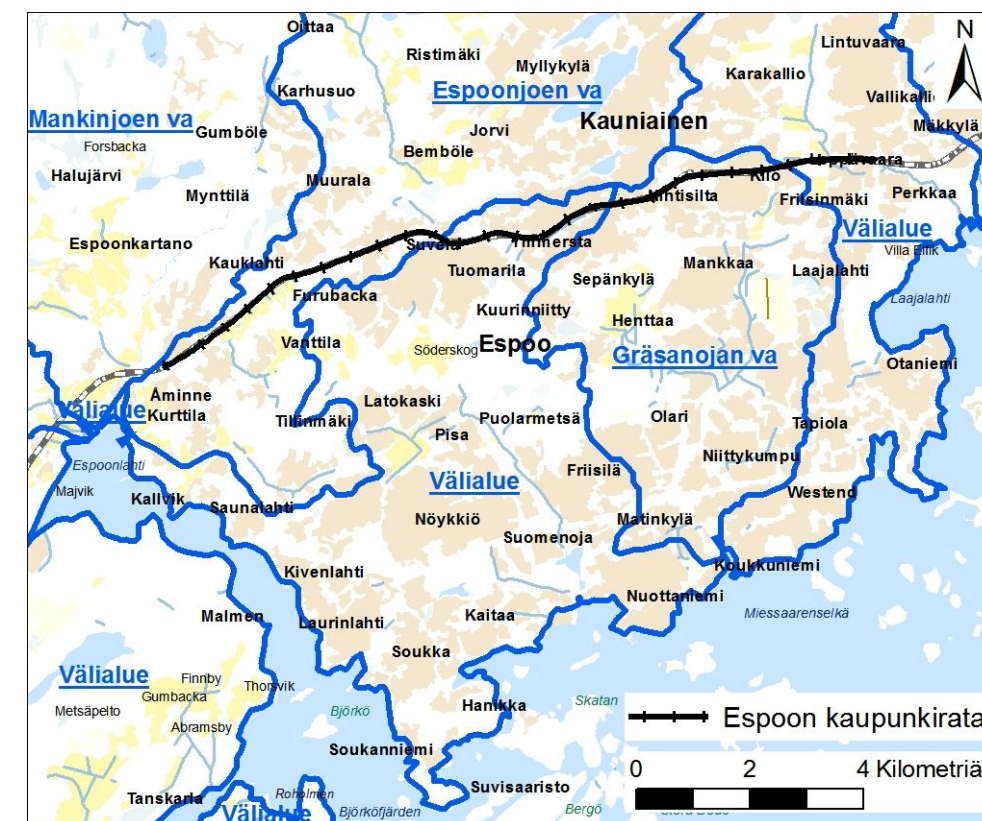 Oittaa
Lintuvaara
N
Ristimäki
Myllykylä
Karakallio
Karhusuo
Espoonjoen va
Vallikalli
Mankinjoen va
Gumböle
Kauniainen
Mäkkylä
Jorvi
Forsbacka
Bemböle
Halujärvi
Muurala
Kilo
Mynttilä
Friisinmäki
Perkkaa
Espoonkartano
Välialue
Villa Elfik
Kauklahti
Tuomarila
Sepänkylä
Mankkaa
Laajalahti
Furubacka
Laajalahti
Kuurinniitty
Henttaa
Vanttila
Söderskog
Espoo
Gräsanojan va
Otaniemi
Åminne
Latokaski
Välialue
Kurttila
Tillinmäki
Puolarmetsä
Olari
Tapiola
Pisa
Niittykumpu
Espoonlahti
Friisilä
Majvik
Kallvik
Välialue
Westend
Saunalahti
Nöykkiö
Matinkylä
Suomenoja
Koukkuniemi
Kivenlahti
Nuottaniemi
Malmen
Laurinlahti
Kaitaa
Miessaarenselkä
Soukka
Välialue
Finnby
Thorsvik
Gumbacka
Metsäpelto
Björkö
Hanikka
Skatan
Abramsby
Espoon kaupunkirata
Soukanniemi
0 2 4 Kilometriä
Suvisaaristo
Tanskarla
Roholmen
Björköfjärden
Bergö
Välialue